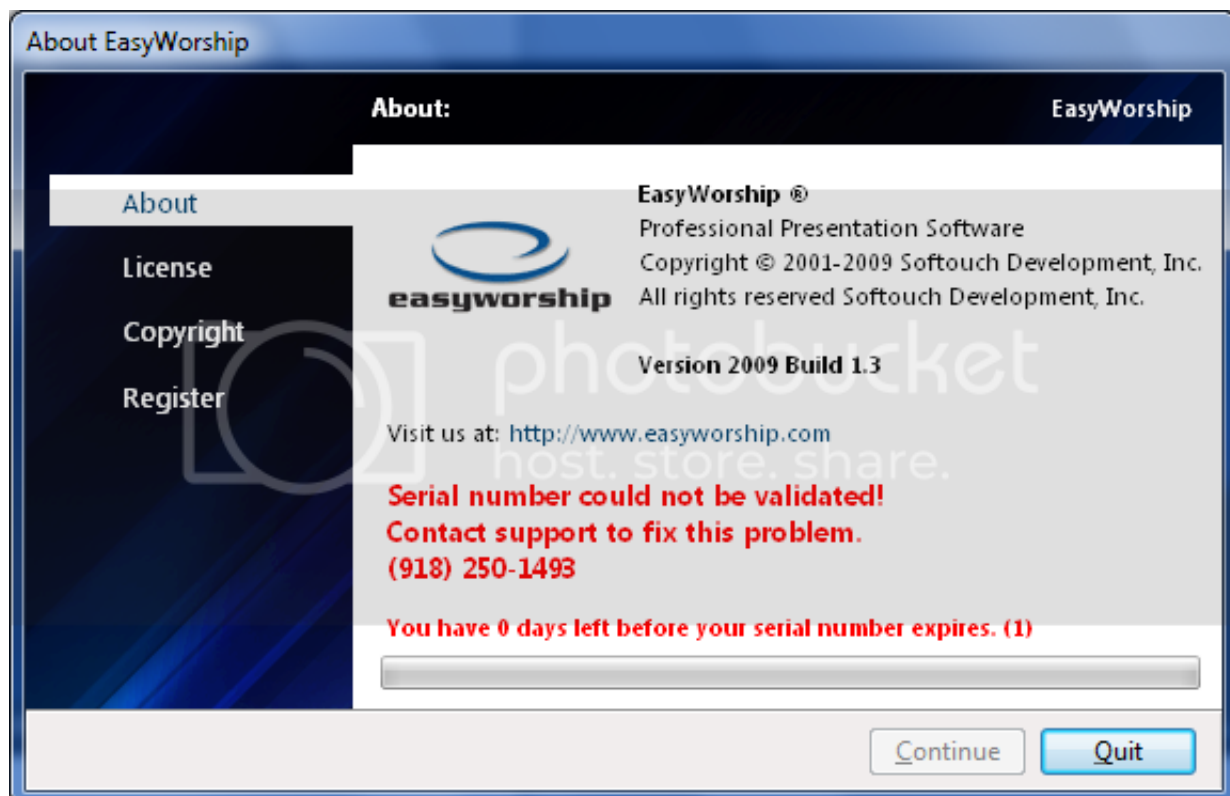 About EasyWorship
About:
EasyWorship
About
License
Copyright
Register
easyworship
EasyWorship ®
Professional Presentation Software
Copyright © 2001-2009 Softouch Development, Inc.
All rights reserved Softouch Development, Inc.
Version 2009 Build 1.3
Visit us at: http://www.easyworship.com
photobucket
host. store. share.
Serial number could not be validated!
Contact support to fix this problem.
(918) 250-1493
You have 0 days left before your serial number expires. (1)
Continue
Quit